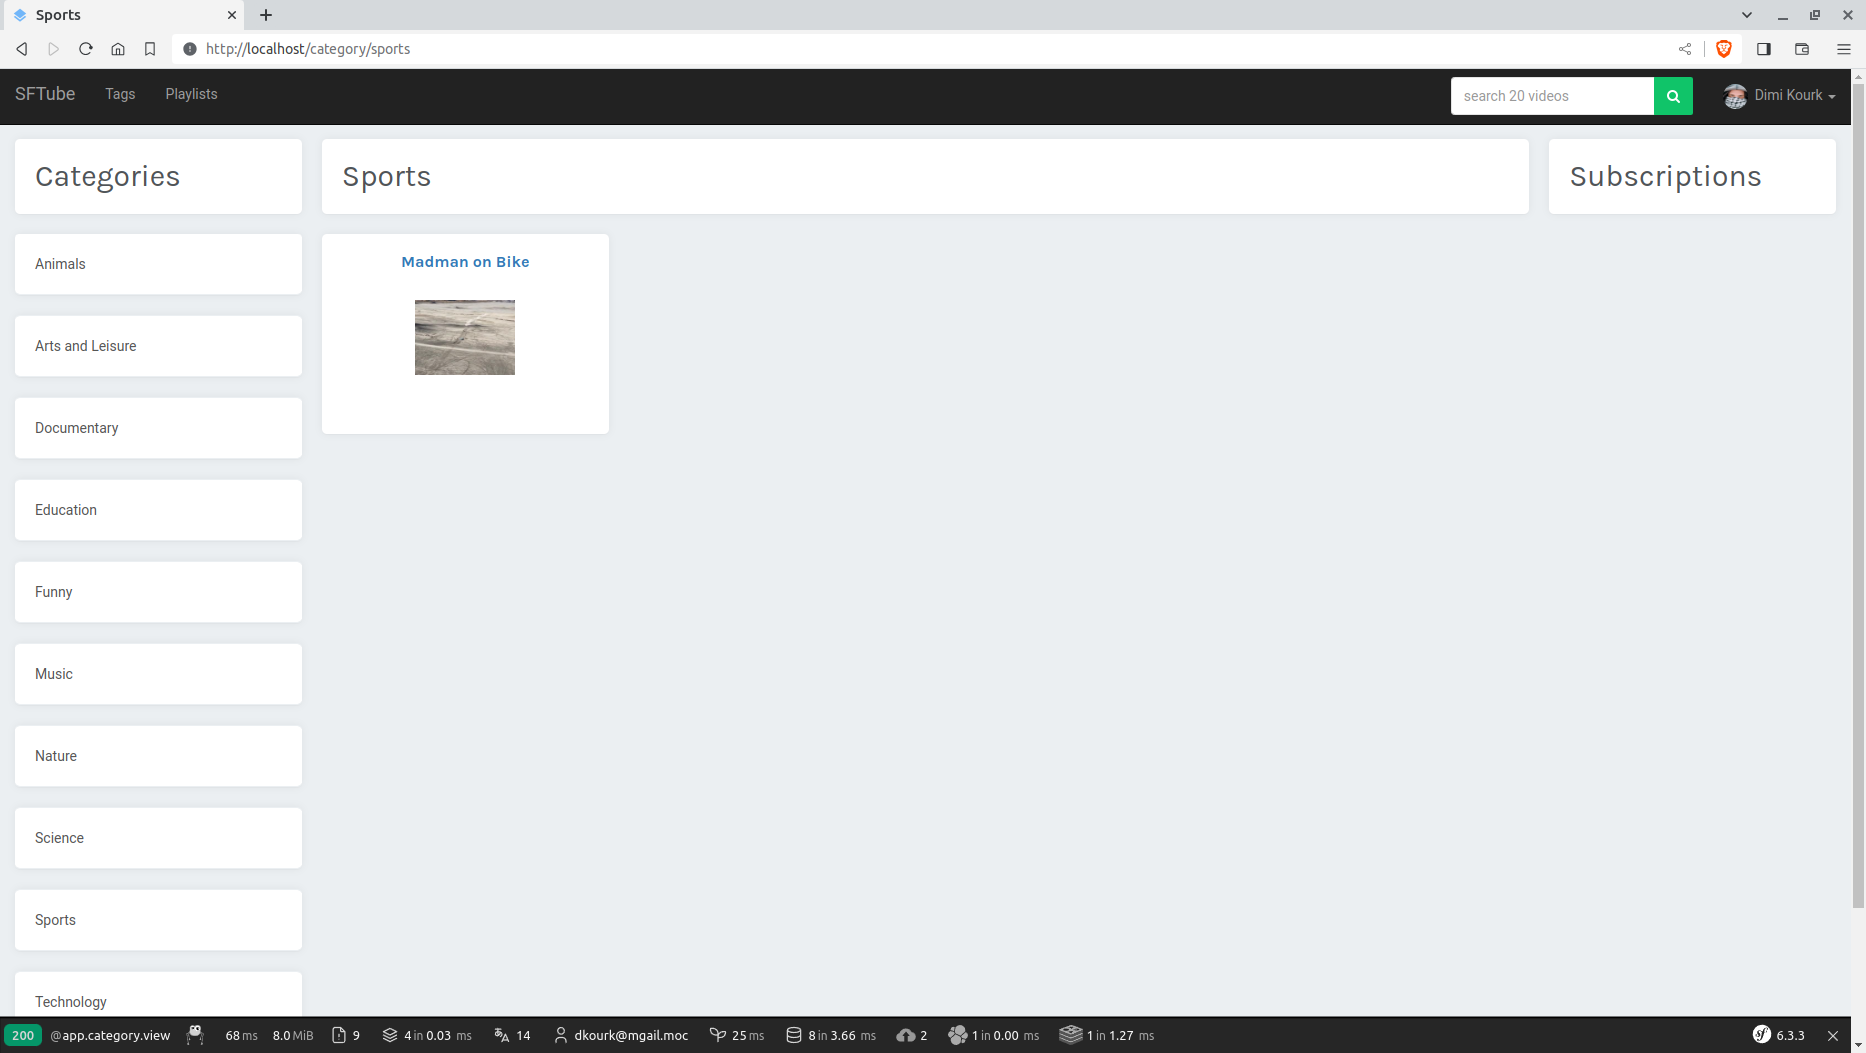 Sports
http://localhost/category/sports
SFTube Tags Playlists search 20 videos Dimi Kourk
Categories
Sports
Subscriptions
Madman on Bike
Animals
Arts and Leisure
Documentary
Education
Funny
Music
Nature
Science
Sports
Technology
200 @app.category.view 68 ms 8.0 MiB 9 4 in 0.03 ms 14 dkourk@mgail.moc 25 ms 8 in 3.66 ms 2 1 in 0.00 ms 1 in 1.27 ms sf 6.3.3